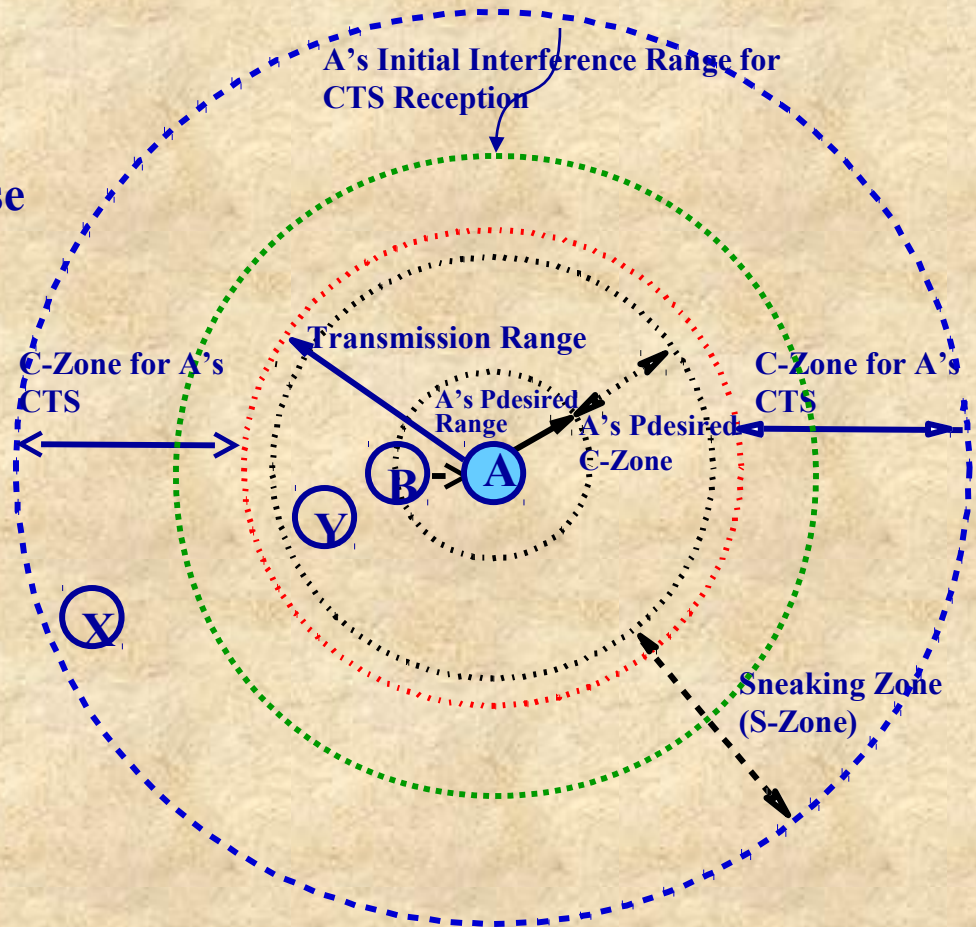 A's Initial Interference Range for
CTS Reception
Transmission Range
C-Zone for A's
CTS
C-Zone for A's
CTS
A's Pdesired
Range
A's Pdesired
C-Zone
A
B
Y
X
Sneaking Zone
(S-Zone)